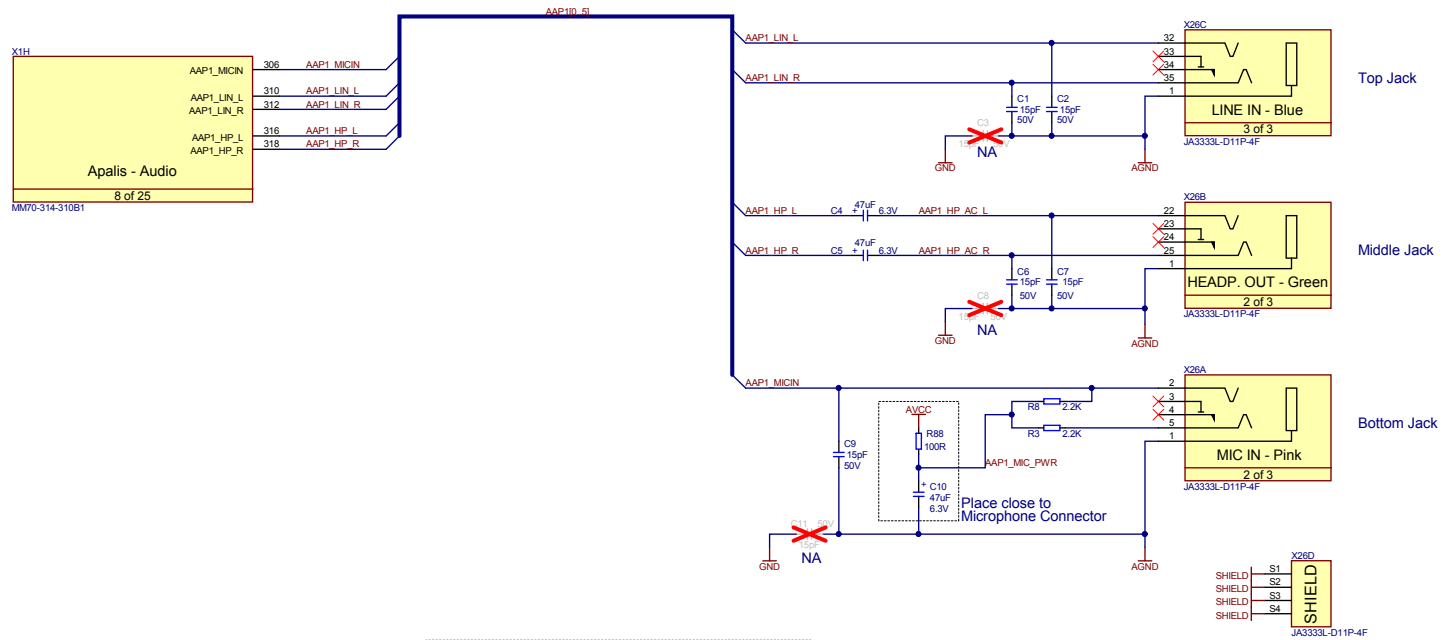 AAP1[0..5]
X1H
AAP1_MICIN 306 AAP1_MICIN
AAP1_LIN_L 310 AAP1_LIN_L
AAP1_LIN_R 312 AAP1_LIN_R
AAP1_HP_L 316 AAP1_HP_L
AAP1_HP_R 318 AAP1_HP_R
Apalis - Audio
8 of 25
MM70-314-310B1
X26C
AAP1_LIN_L 32
33
34
AAP1_LIN_R 35
1
C1
15pF
50V
C2
15pF
50V
C3
NA
GND
AGND
LINE IN - Blue
3 of 3
JA3333L-D11P-4F
Top Jack
X26B
AAP1_HP_L C4 + 47uF 6.3V AAP1_HP_AC_L 22
23
24
AAP1_HP_R C5 + 47uF 6.3V AAP1_HP_AC_R 25
1
C6
15pF
50V
C7
15pF
50V
C8
15pF 50V
NA
GND
AGND
HEADP. OUT - Green
2 of 3
JA3333L-D11P-4F
Middle Jack
X26A
AAP1_MICIN 2
3
4
5
1
R8 2.2K
R3 2.2K
AVCC
R88
100R
AAP1_MIC_PWR
C9
15pF
50V
+ C10
47uF
6.3V
Place close to
Microphone Connector
C11 50V
15pF
NA
GND
AGND
MIC IN - Pink
2 of 3
JA3333L-D11P-4F
Bottom Jack
X26D
SHIELD S1
SHIELD S2
SHIELD S3
SHIELD S4
SHIELD
JA3333L-D11P-4F